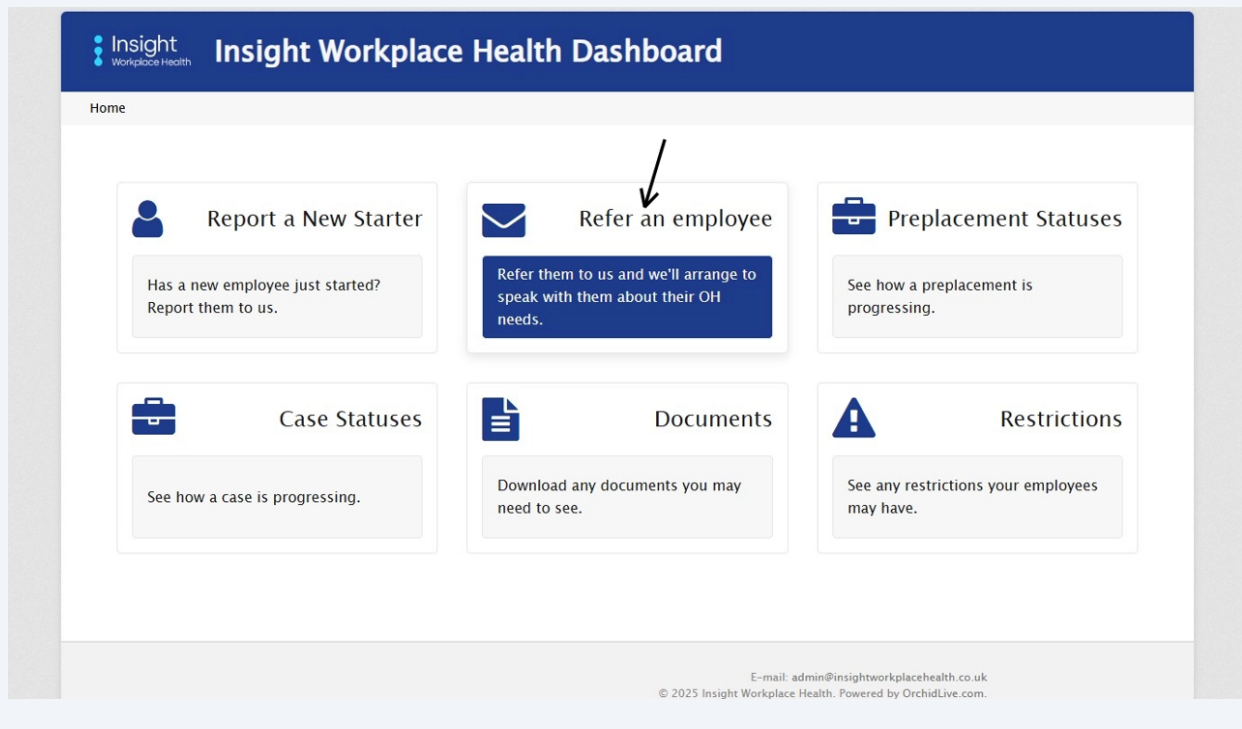 Insight
Workplace Health
Insight Workplace Health Dashboard
Home
Report a New Starter
Has a new employee just started?
Report them to us.
Refer an employee
Refer them to us and we'll arrange to
speak with them about their OH
needs.
Preplacement Statuses
See how a preplacement is
progressing.
Case Statuses
See how a case is progressing.
Documents
Download any documents you may
need to see.
Restrictions
See any restrictions your employees
may have.
E-mail: admin@insightworkplacehealth.co.uk
© 2025 Insight Workplace Health. Powered by OrchidLive.com.